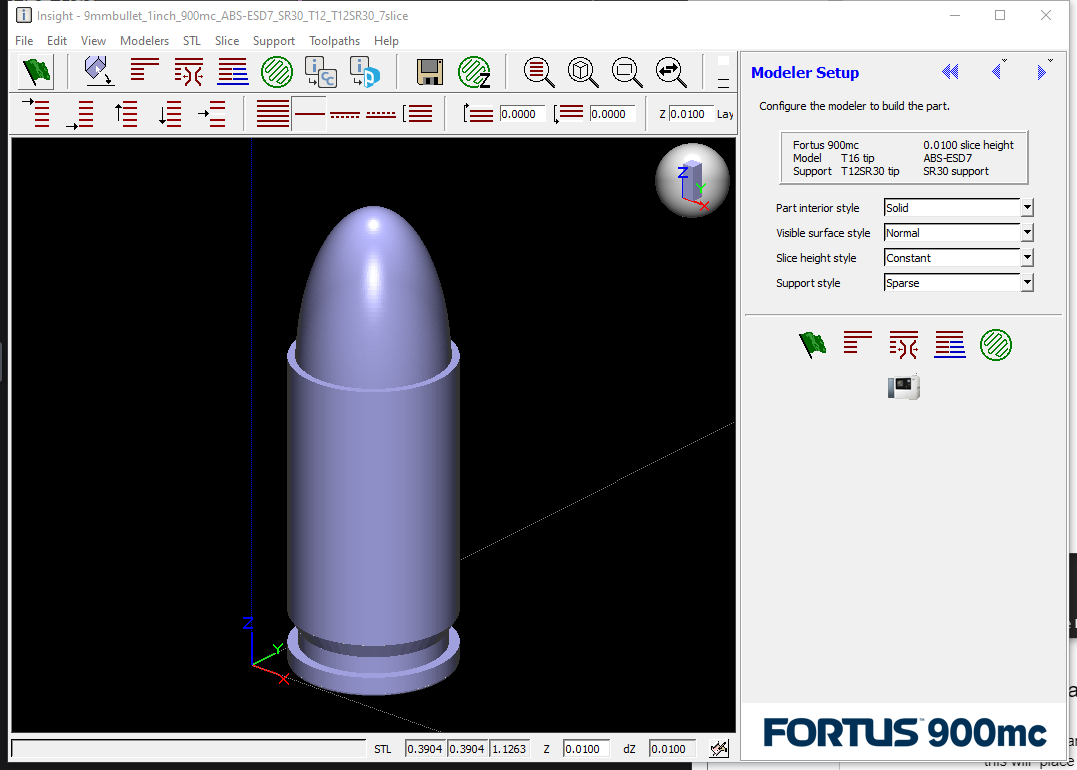 Insight - 9mmbullet_1inch_900mc_ABS-ESD7_SR30_T12_T12SR30_7slice
File Edit View Modelers STL Slice Support Toolpaths Help
0.0000 0.0000 Z 0.0100 Lay
Z
Y
X
Z
Y
X
STL 0.3904 0.3904 1.1263 Z 0.0100 dZ 0.0100
Modeler Setup
Configure the modeler to build the part.
Fortus 900mc 0.0100 slice height
Model T16 tip ABS-ESD7
Support T12SR30 tip SR30 support
Part interior style Solid
Visible surface style Normal
Slice height style Constant
Support style Sparse
FORTUS™ 900mc
this will place